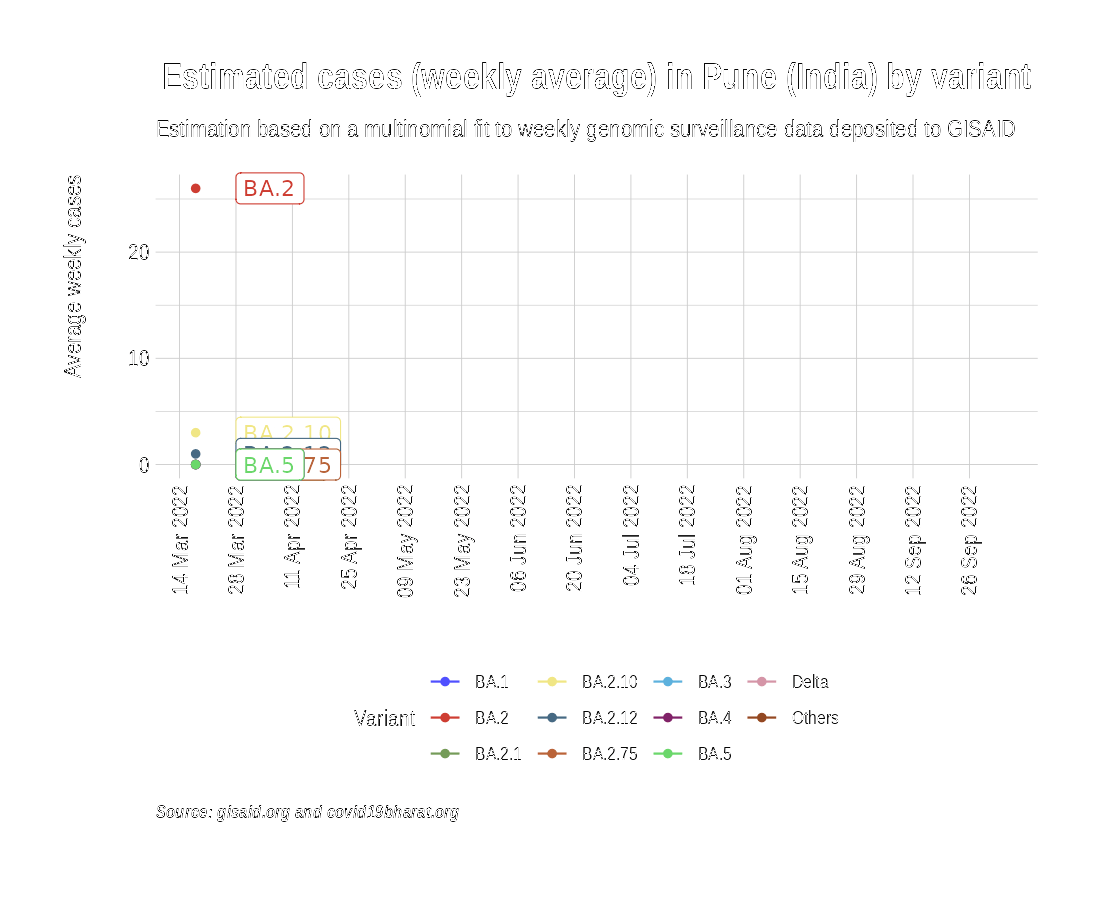 Estimated cases (weekly average) in Pune (India) by variant
Estimation based on a multinomial fit to weekly genomic surveillance data deposited to GISAID
Average weekly cases
20
10
0
BA.2
BA.2.10
BA.5
75
14 Mar 2022
28 Mar 2022
11 Apr 2022
25 Apr 2022
09 May 2022
23 May 2022
06 Jun 2022
20 Jun 2022
04 Jul 2022
18 Jul 2022
01 Aug 2022
15 Aug 2022
29 Aug 2022
12 Sep 2022
26 Sep 2022
Variant
BA.1 BA.2.10 BA.3 Delta
BA.2 BA.2.12 BA.4 Others
BA.2.1 BA.2.75 BA.5
Source: gisaid.org and covid19bharat.org